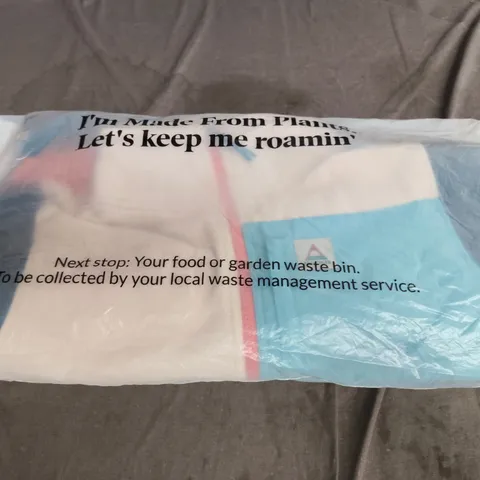 I'm Made From Plants.
Let's keep me roamin'
Next stop: Your food or garden waste bin.
To be collected by your local waste management service.
A